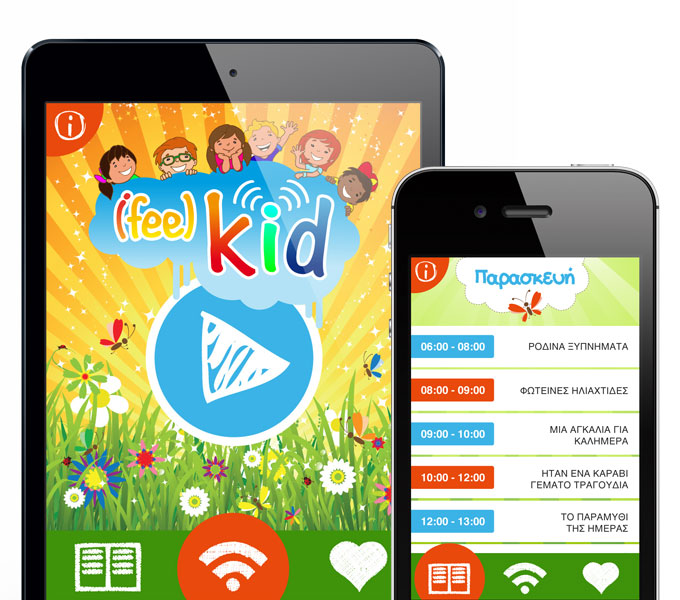 i
(ifeel)
kid
i
Παρασκευή
06:00 - 08:00 ΡΟΔΙΝΑ ΞΥΠΝΗΜΑΤΑ
08:00 - 09:00 ΦΩΤΕΙΝΕΣ ΗΛΙΑΧΤΙΔΕΣ
09:00 - 10:00 ΜΙΑ ΑΓΚΑΛΙΑ ΓΙΑ
ΚΑΛΗΜΕΡΑ
10:00 - 12:00 ΗΤΑΝ ΕΝΑ ΚΑΡΑΒΙ
ΓΕΜΑΤΟ ΤΡΑΓΟΥΔΙΑ
12:00 - 13:00 ΤΟ ΠΑΡΑΜΥΘΙ
ΤΗΣ ΗΜΕΡΑΣ